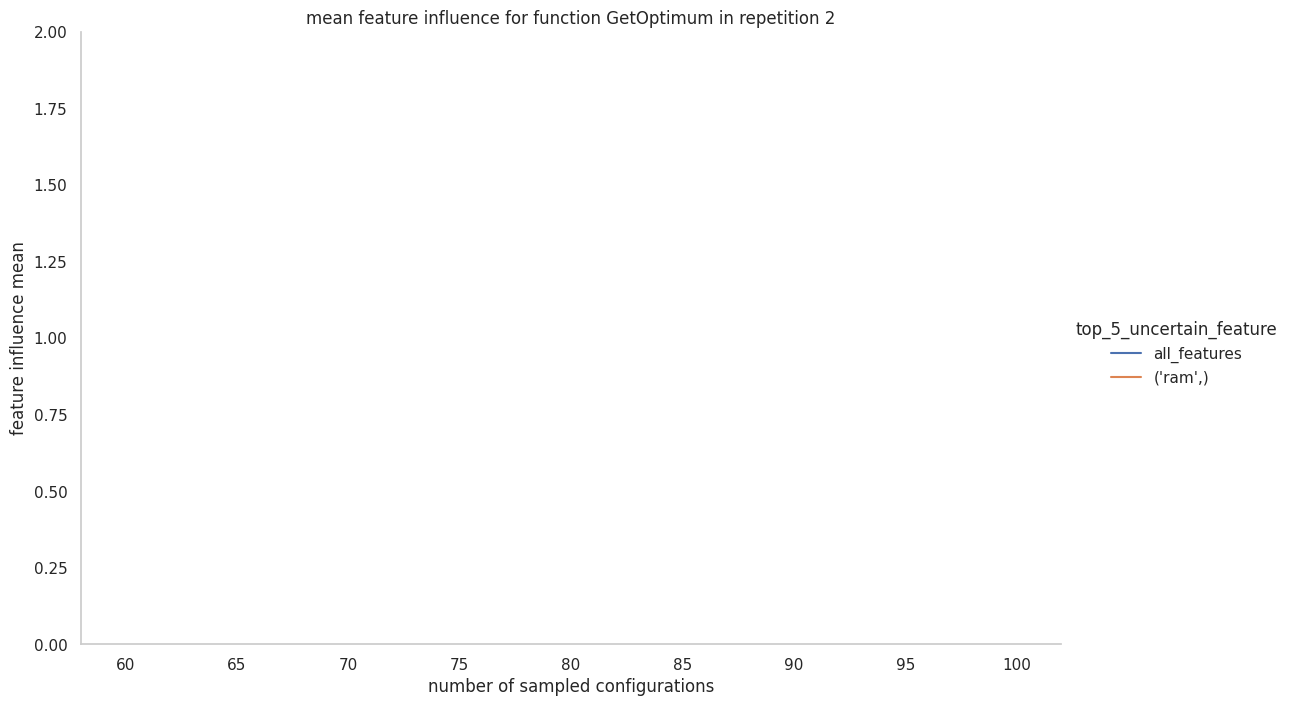 mean feature influence for function GetOptimum in repetition 2
2.00
1.75
1.50
1.25
1.00
0.75
0.50
0.25
0.00
feature influence mean
60 65 70 75 80 85 90 95 100
number of sampled configurations
top_5_uncertain_feature
all_features
('ram',)